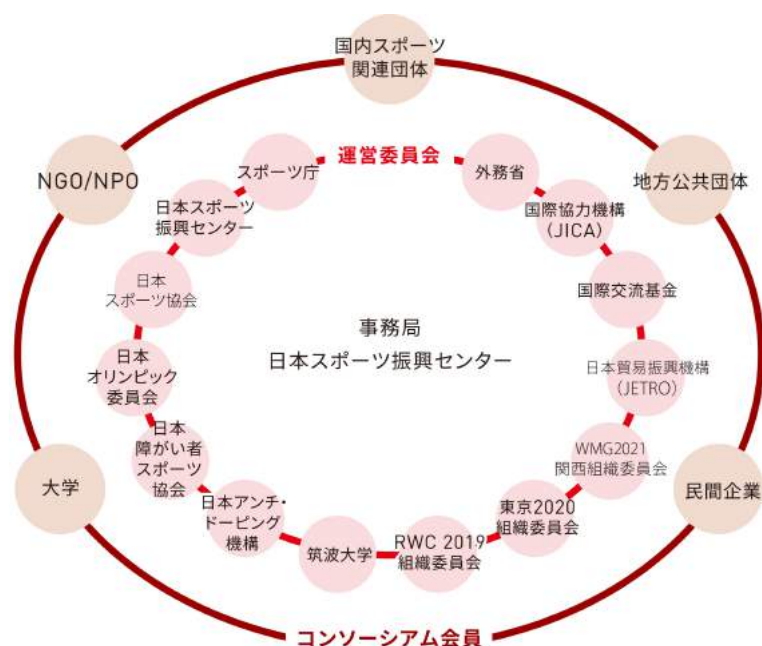 国内スポーツ
関連団体
NGO/NPO
地方公共団体
運営委員会
スポーツ庁
外務省
日本スポーツ
振興センター
国際協力機構
(JICA)
日本
スポーツ協会
国際交流基金
事務局
日本スポーツ振興センター
日本
オリンピック
委員会
日本貿易振興機構
(JETRO)
日本
障がい者
スポーツ
協会
WMG2021
関西組織委員会
大学
民間企業
日本アンチ・
ドーピング
機構
東京2020
組織委員会
筑波大学
RWC 2019
組織委員会
コンソーシアム会員